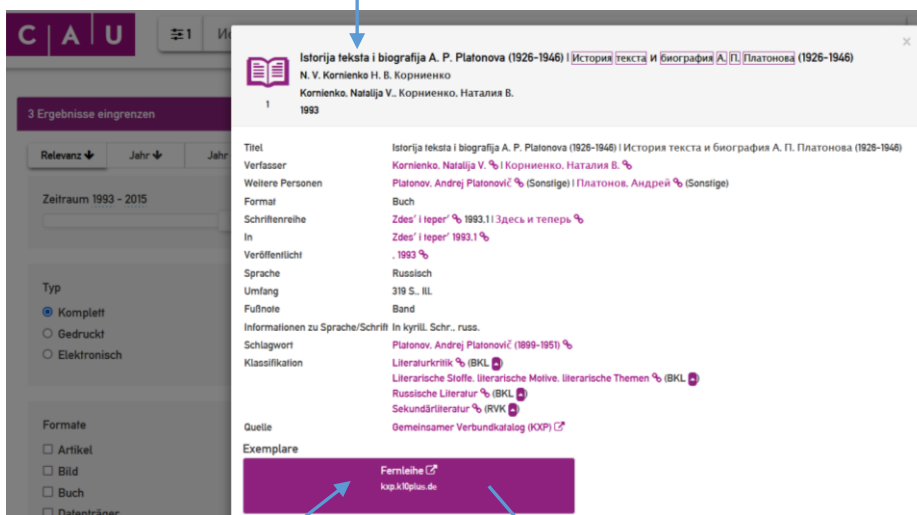 C | A | U
1
Ис
×
Istorija teksta i biografija A. P. Platonova (1926-1946) | История текста и биография А. П. Платонова (1926-1946)
N. V. Kornienko Н. В. Корниенко
Kornienko, Natalija V., Корниенко, Наталия В.
1
1993
3 Ergebnisse eingrenzen
Relevanz Jahr Jahr
Zeitraum 1993 - 2015
Typ
Komplett
Gedruckt
Elektronisch
Formate
Artikel
Bild
Buch
Datenträger
Titel Istorija teksta i biografija A. P. Platonova (1926-1946) | История текста и биография А. П. Платонова (1926-1946)
Verfasser Kornienko, Natalija V. | Корниенко, Наталия В.
Weitere Personen Platonov, Andrej Platonovič (Sonstige) | Платонов, Андрей (Sonstige)
Format Buch
Schriftenreihe Zdes' i teper' 1993,1 | Здесь и теперь
In Zdes' i teper' 1993,1
Veröffentlicht , 1993
Sprache Russisch
Umfang 319 S., Ill.
Fußnote Band
Informationen zu Sprache/Schrift In kyrill. Schr., russ.
Schlagwort Platonov, Andrej Platonovič (1899-1951)
Klassifikation Literaturkritik (BKL)
Literarische Stoffe, literarische Motive, literarische Themen (BKL)
Russische Literatur (BKL)
Sekundärliteratur (RVK)
Quelle Gemeinsamer Verbundkatalog (KXP)
Exemplare
Fernleihe
kxp.k10plus.de